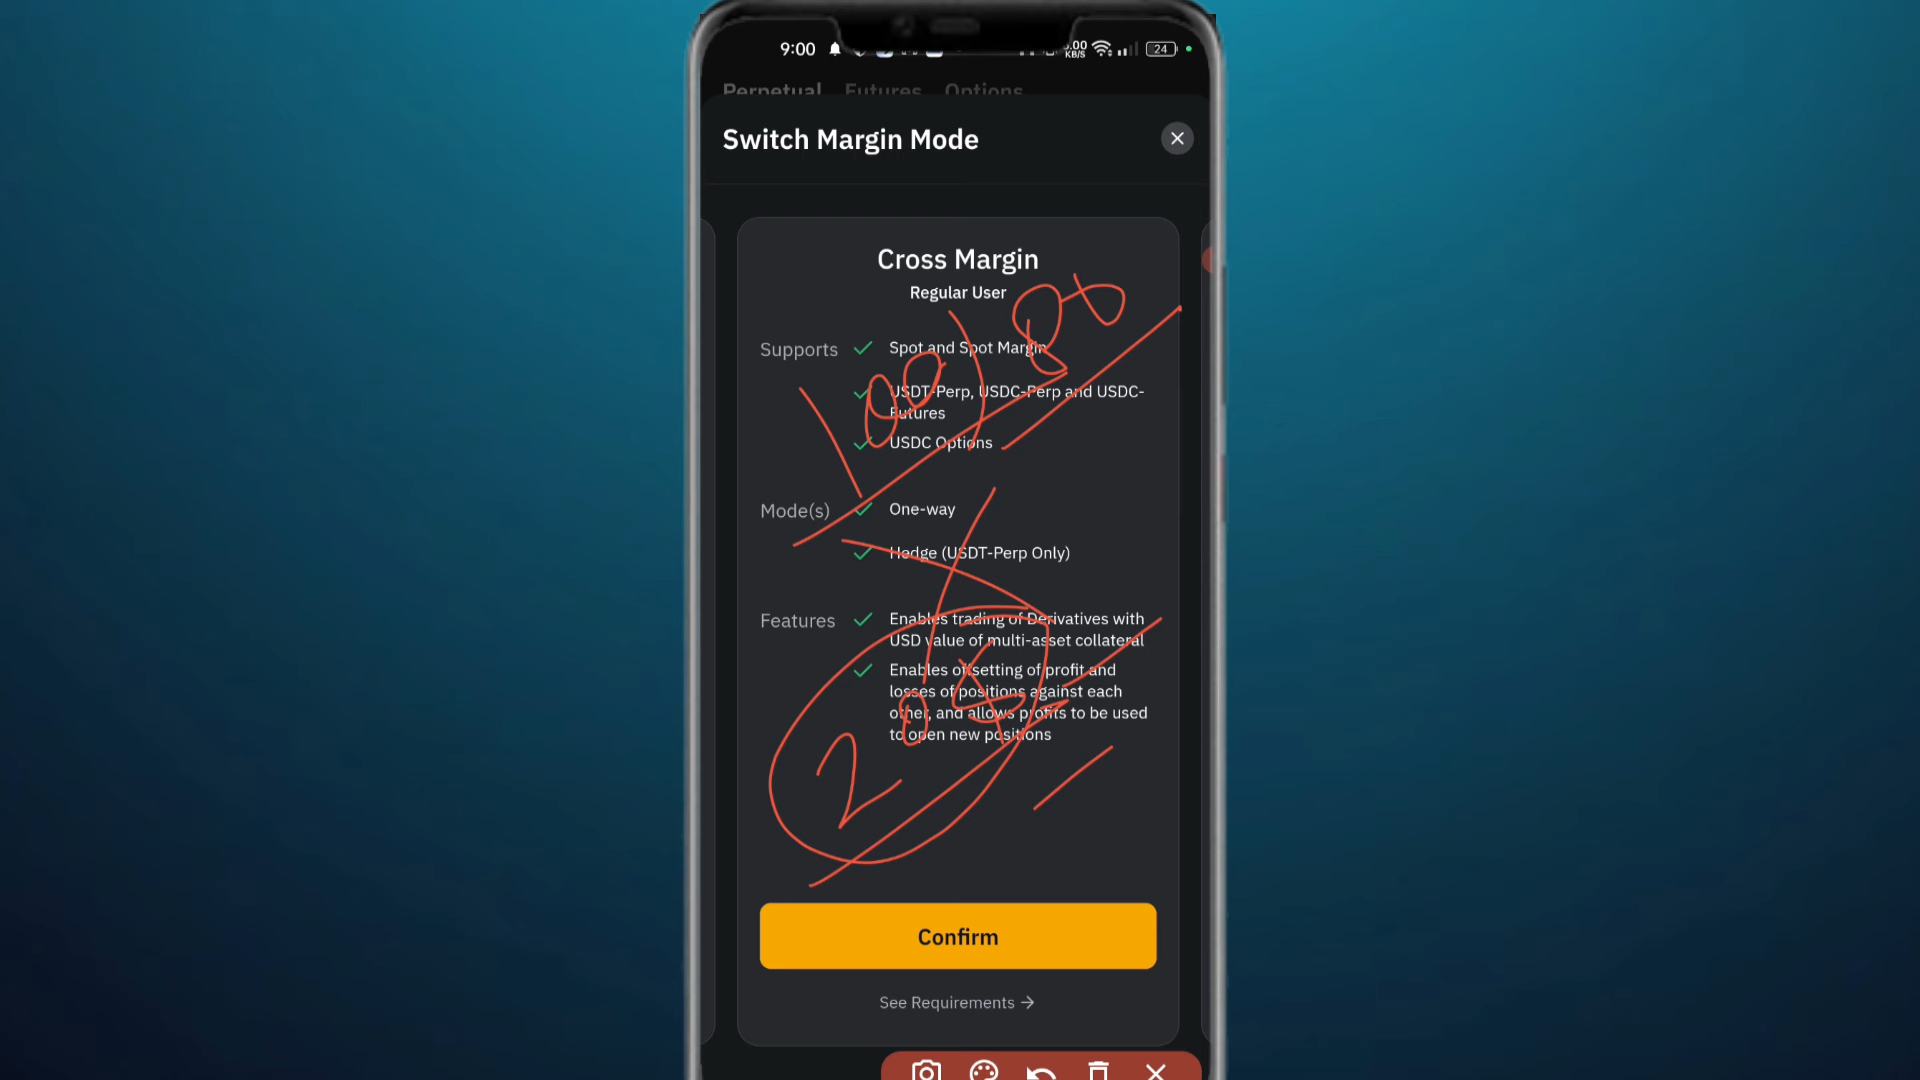 9:00
KB/S
24
Perpetual Futures Options
Switch Margin Mode
Cross Margin
Regular User
Supports
Spot and Spot Margin
USDT-Perp, USDC-Perp and USDC-
Futures
USDC Options
Mode(s)
One-way
Hedge (USDT-Perp Only)
Features
Enables trading of Derivatives with
USD value of multi-asset collateral
Enables offsetting of profit and
losses of positions against each
other, and allows profits to be used
to open new positions
Confirm
See Requirements →